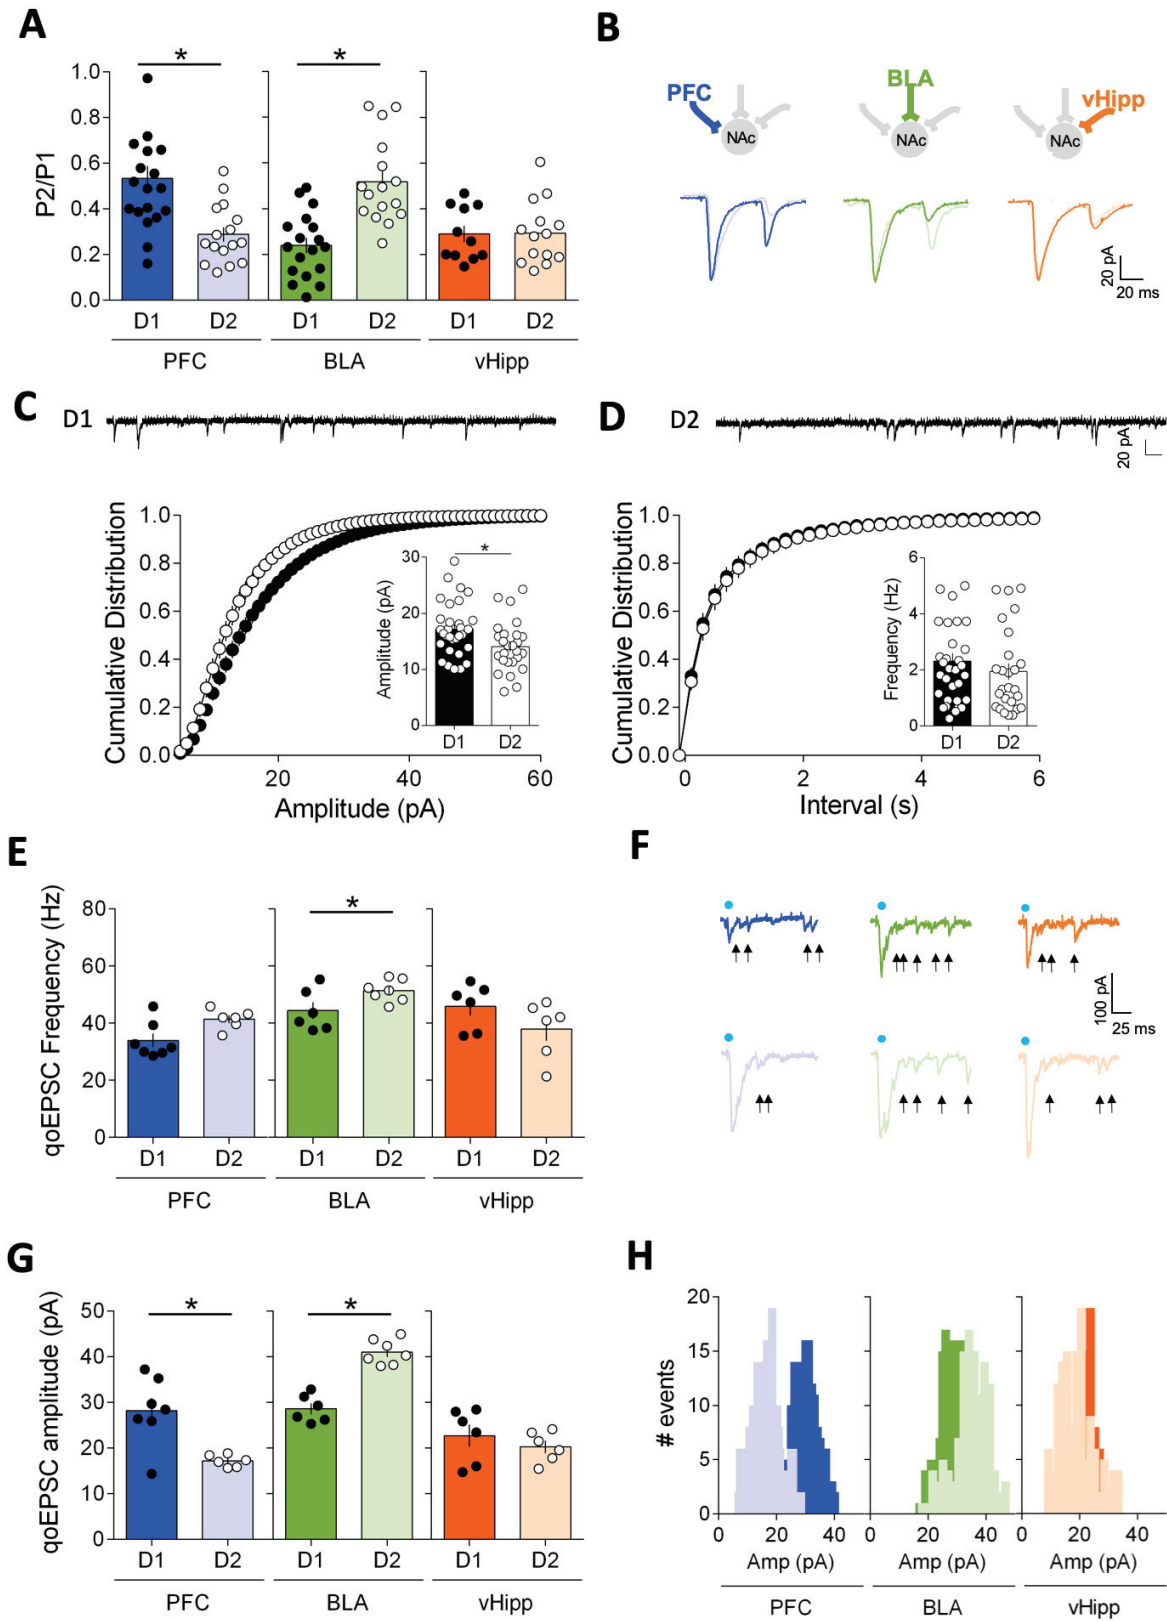 A
P2/P1
1.0
0.8
0.6
0.4
0.2
0.0
*
*
D1 D2 D1 D2 D1 D2
PFC BLA vHipp
B
PFC BLA vHipp
NAc NAc NAc
20 pA
20 ms
C
D1
Cumulative Distribution
1.0
0.8
0.6
0.4
0.2
0.0
20 40 60
Amplitude (pA)
Amplitude (pA)
30
20
10
0
*
D1 D2
D
D2
20 pA
Cumulative Distribution
1.0
0.8
0.6
0.4
0.2
0.0
0 2 4 6
Interval (s)
Frequency (Hz)
6
4
2
0
D1 D2
E
qoEPSC Frequency (Hz)
80
60
40
20
0
*
D1 D2 D1 D2 D1 D2
PFC BLA vHipp
F
100 pA
25 ms
G
qoEPSC amplitude (pA)
50
40
30
20
10
0
*
*
D1 D2 D1 D2 D1 D2
PFC BLA vHipp
H
# events
20
15
10
5
0
0 20 40 0 20 40 0 20 40
Amp (pA) Amp (pA) Amp (pA)
PFC BLA vHipp